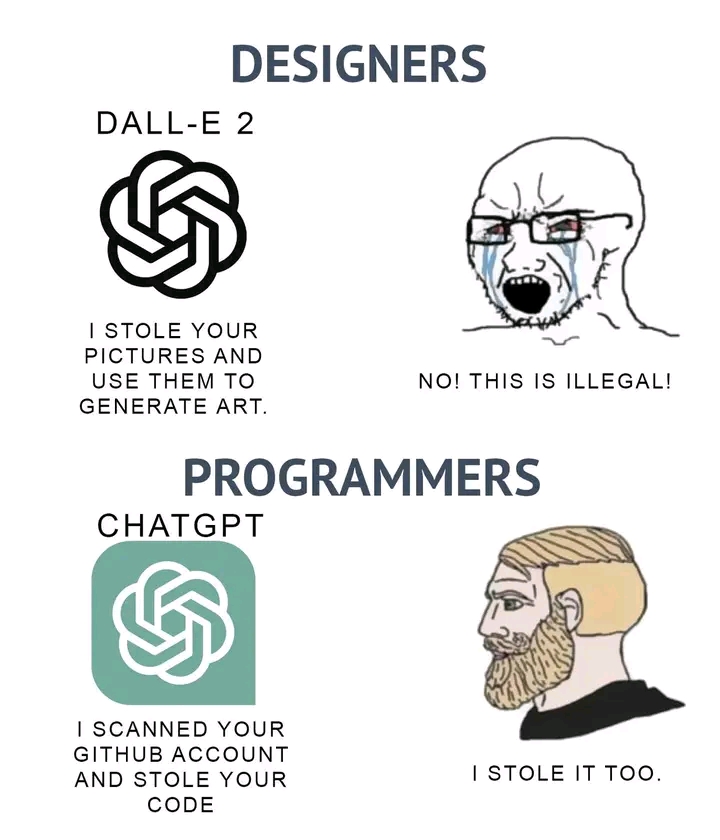 DESIGNERS
DALL-E 2
I STOLE YOUR
PICTURES AND
USE THEM TO
GENERATE ART.
NO! THIS IS ILLEGAL!
PROGRAMMERS
CHATGPT
I SCANNED YOUR
GITHUB ACCOUNT
AND STOLE YOUR
CODE
I STOLE IT TOO.